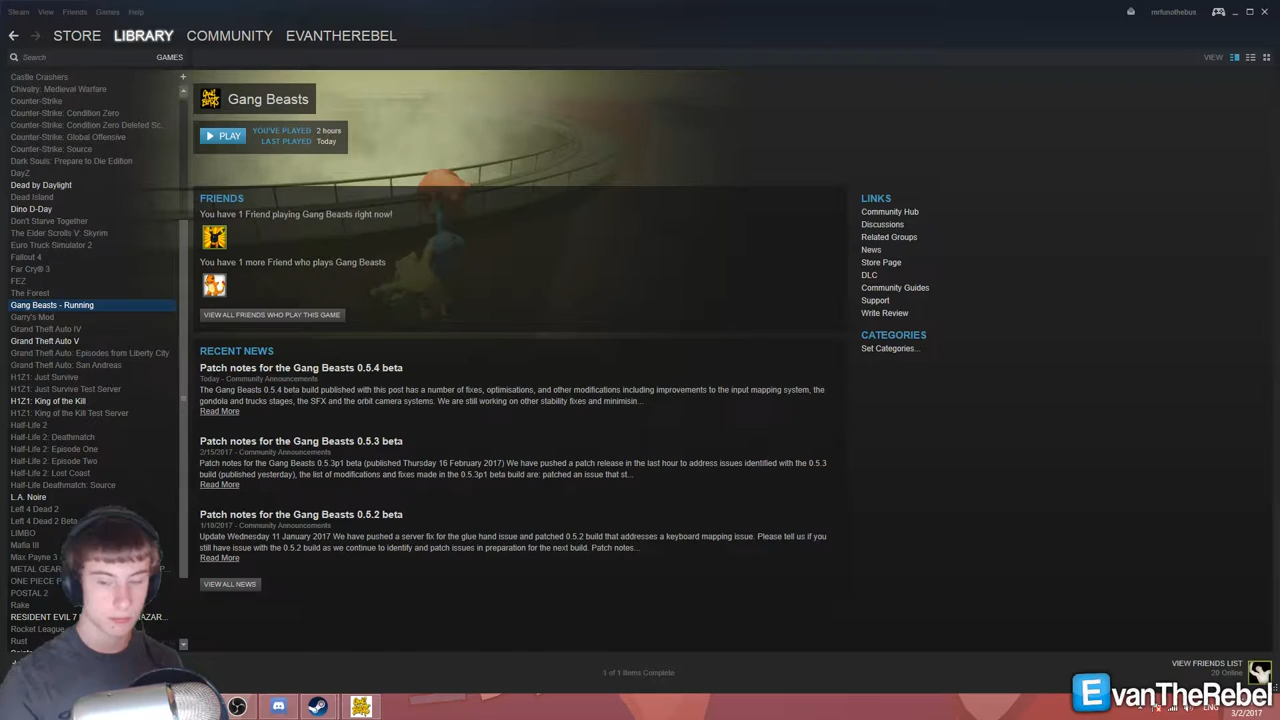 Steam View Friends Games Help
mrfunothebus
STORE LIBRARY COMMUNITY EVANTHEREBEL
Search GAMES
VIEW
Castle Crashers
Chivalry: Medieval Warfare
Counter-Strike
Counter-Strike: Condition Zero
Counter-Strike: Condition Zero Deleted Sc...
Counter-Strike: Global Offensive
Counter-Strike: Source
Dark Souls: Prepare to Die Edition
DayZ
Dead by Daylight
Dead Island
Dino D-Day
Don't Starve Together
The Elder Scrolls V: Skyrim
Euro Truck Simulator 2
Fallout 4
Far Cry® 3
FEZ
The Forest
Gang Beasts - Running
Garry's Mod
Grand Theft Auto IV
Grand Theft Auto V
Grand Theft Auto: Episodes from Liberty City
Grand Theft Auto: San Andreas
H1Z1: Just Survive
H1Z1: Just Survive Test Server
H1Z1: King of the Kill
H1Z1: King of the Kill Test Server
Half-Life 2
Half-Life 2: Deathmatch
Half-Life 2: Episode One
Half-Life 2: Episode Two
Half-Life 2: Lost Coast
Half-Life Deathmatch: Source
L.A. Noire
Left 4 Dead 2
Left 4 Dead 2 Beta
LIMBO
Mafia III
Max Payne 3
METAL GEAR
ONE PIECE
POSTAL 2
Rake
RESIDENT EVIL 7
Rocket League
Rust
Gang Beasts
PLAY
YOU'VE PLAYED 2 hours
LAST PLAYED Today
FRIENDS
You have 1 Friend playing Gang Beasts right now!
You have 1 more Friend who plays Gang Beasts
VIEW ALL FRIENDS WHO PLAY THIS GAME
RECENT NEWS
Patch notes for the Gang Beasts 0.5.4 beta
Today - Community Announcements
The Gang Beasts 0.5.4 beta build published with this post has a number of fixes, optimisations, and other modifications including improvements to the input mapping system, the
gondola and trucks stages, the SFX and the orbit camera systems. We are still working on other stability fixes and minimisin...
Read More
Patch notes for the Gang Beasts 0.5.3 beta
2/15/2017 - Community Announcements
Patch notes for the Gang Beasts 0.5.3p1 beta (published Thursday 16 February 2017) We have pushed a patch release in the last hour to address issues identified with the 0.5.3
build (published yesterday), the list of modifications and fixes made in the 0.5.3p1 beta build are: patched an issue that st...
Read More
Patch notes for the Gang Beasts 0.5.2 beta
1/10/2017 - Community Announcements
Update Wednesday 11 January 2017 We have pushed a server fix for the glue hand issue and patched 0.5.2 build that addresses a keyboard mapping issue. Please tell us if you
still have issue with the 0.5.2 build as we continue to identify and patch issues in preparation for the next build. Patch notes...
Read More
VIEW ALL NEWS
LINKS
Community Hub
Discussions
Related Groups
News
Store Page
DLC
Community Guides
Support
Write Review
CATEGORIES
Set Categories...
1 of 1 Items Complete
VIEW FRIENDS LIST
20 Online
EvanTheRebel
ENG
3/2/2017